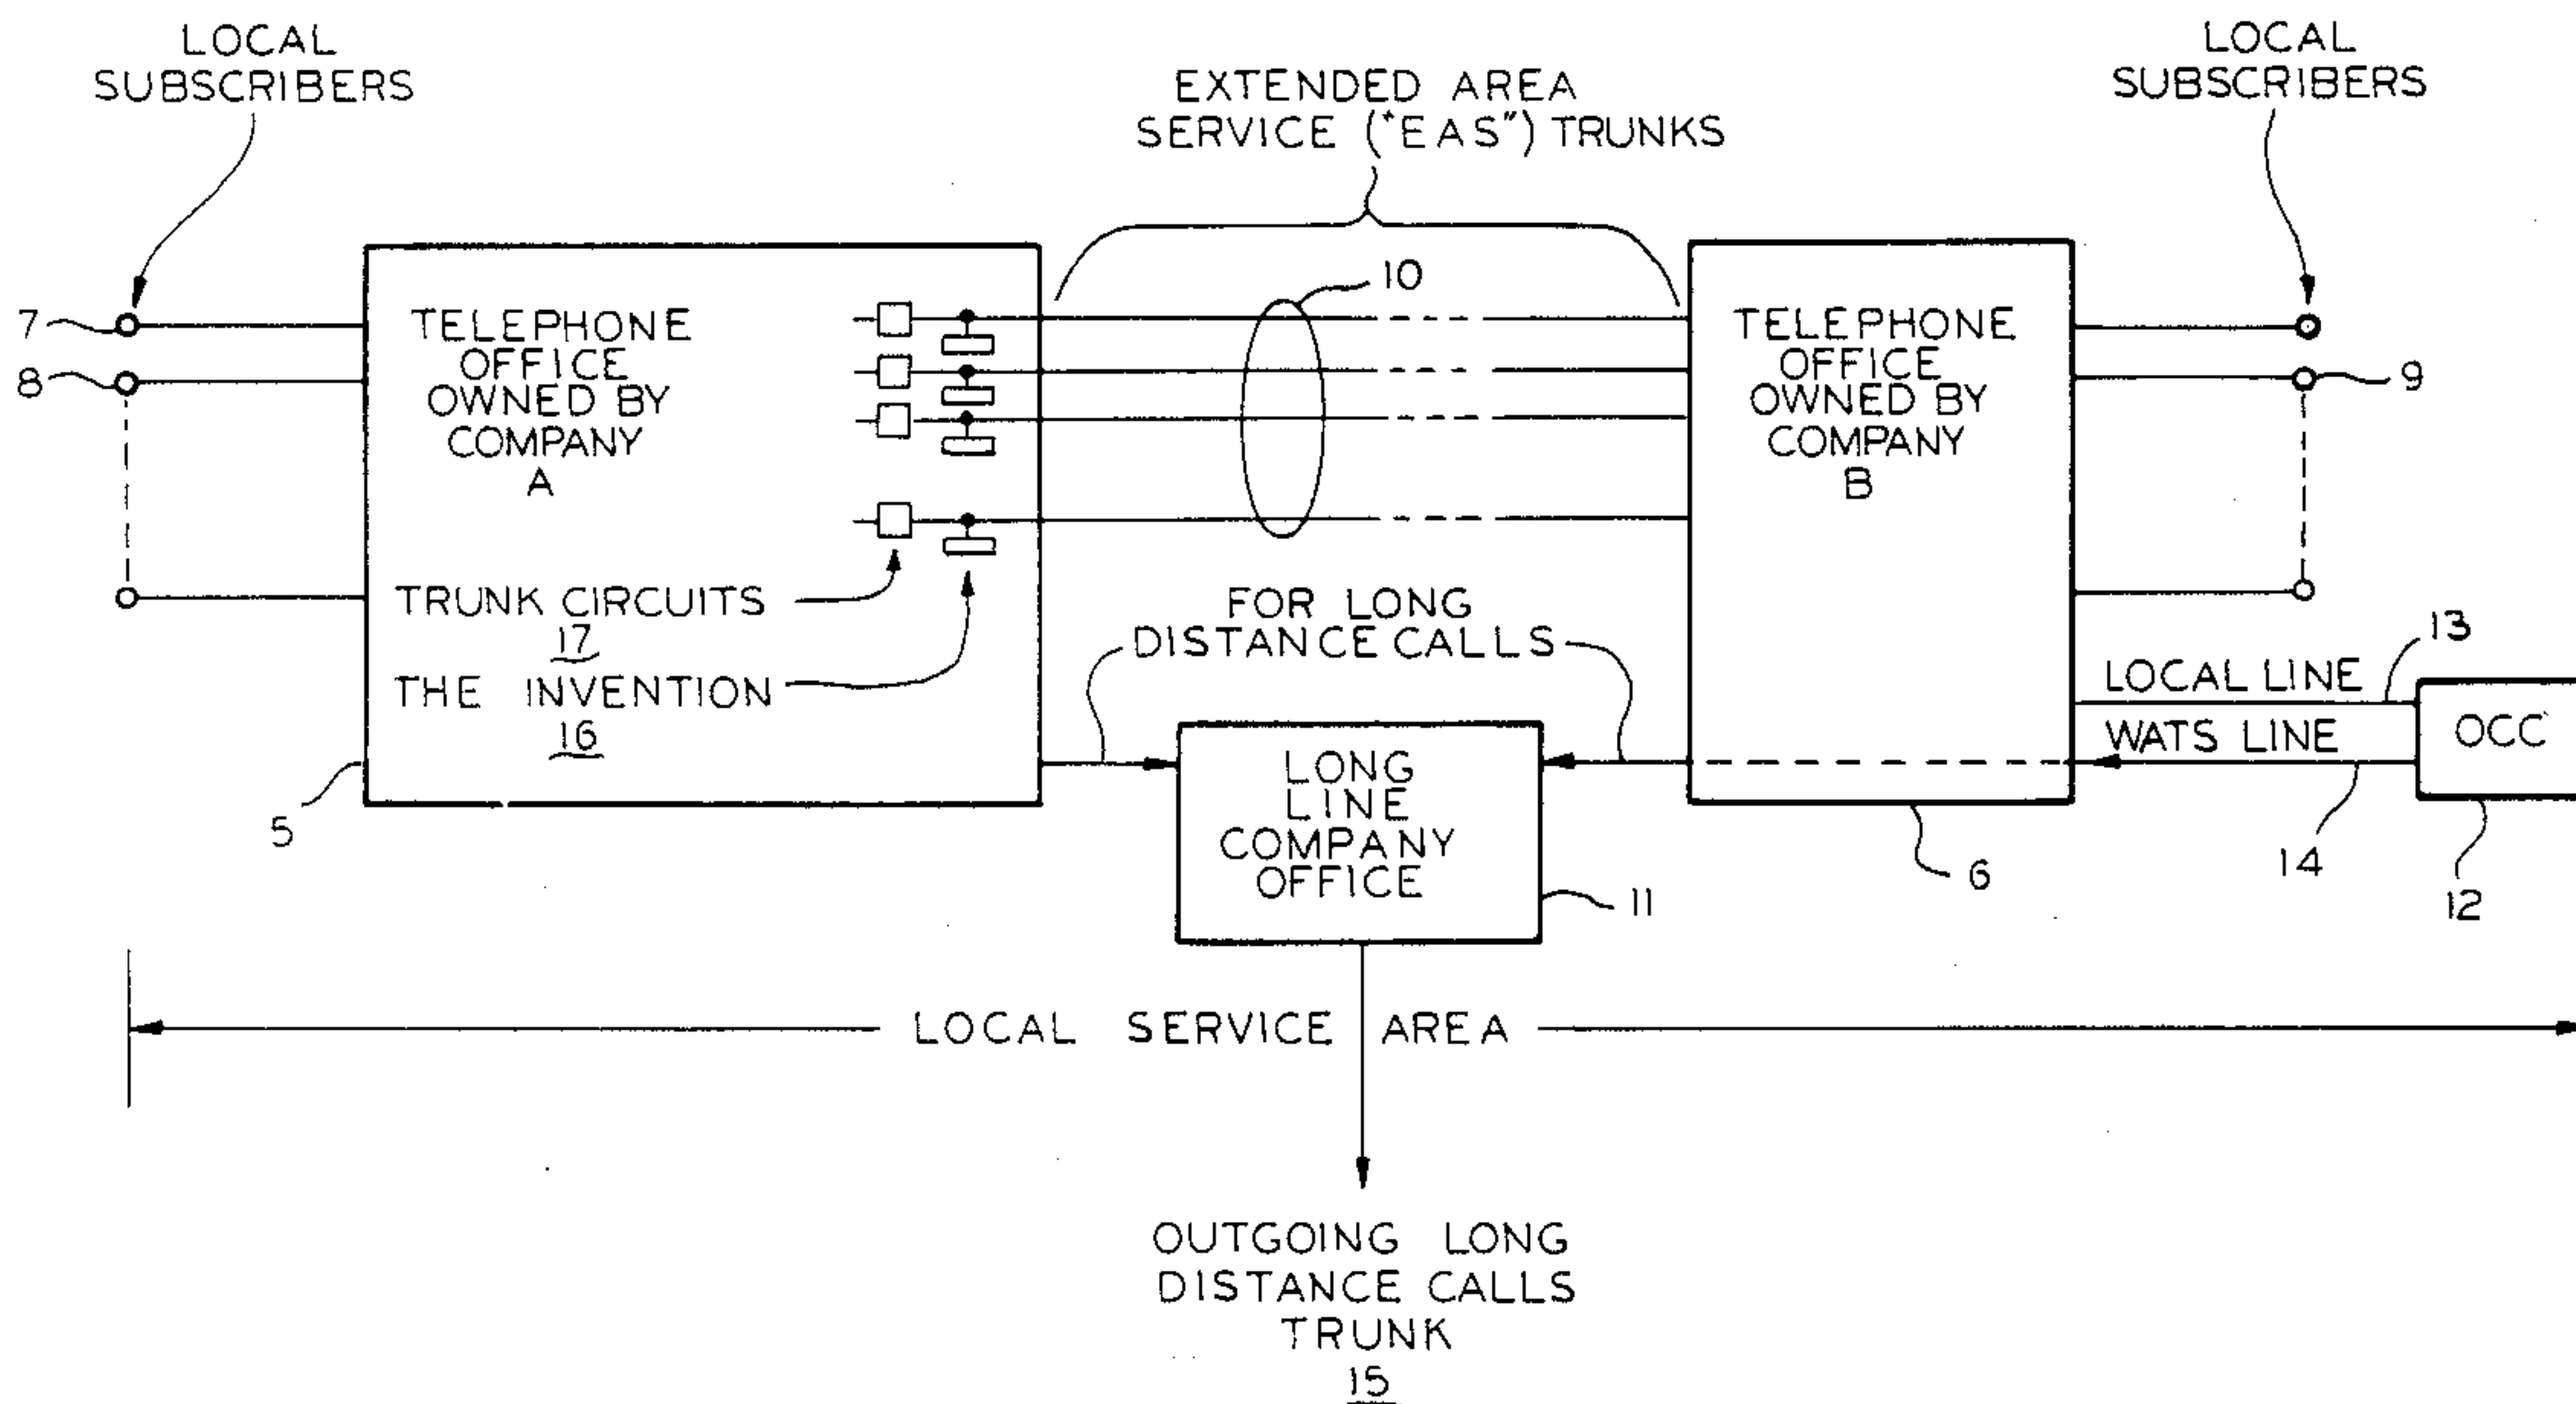 LOCAL
SUBSCRIBERS
EXTENDED AREA
SERVICE ("EAS") TRUNKS
LOCAL
SUBSCRIBERS
10
7
8
TELEPHONE
OFFICE
OWNED BY
COMPANY
A
TELEPHONE
OFFICE
OWNED BY
COMPANY
B
9
TRUNK CIRCUITS
17
THE INVENTION
16
FOR LONG
DISTANCE CALLS
13
LOCAL LINE
WATS LINE
OCC
5
LONG
LINE
COMPANY
OFFICE
11
6
14
12
LOCAL SERVICE AREA
OUTGOING LONG
DISTANCE CALLS
TRUNK
15